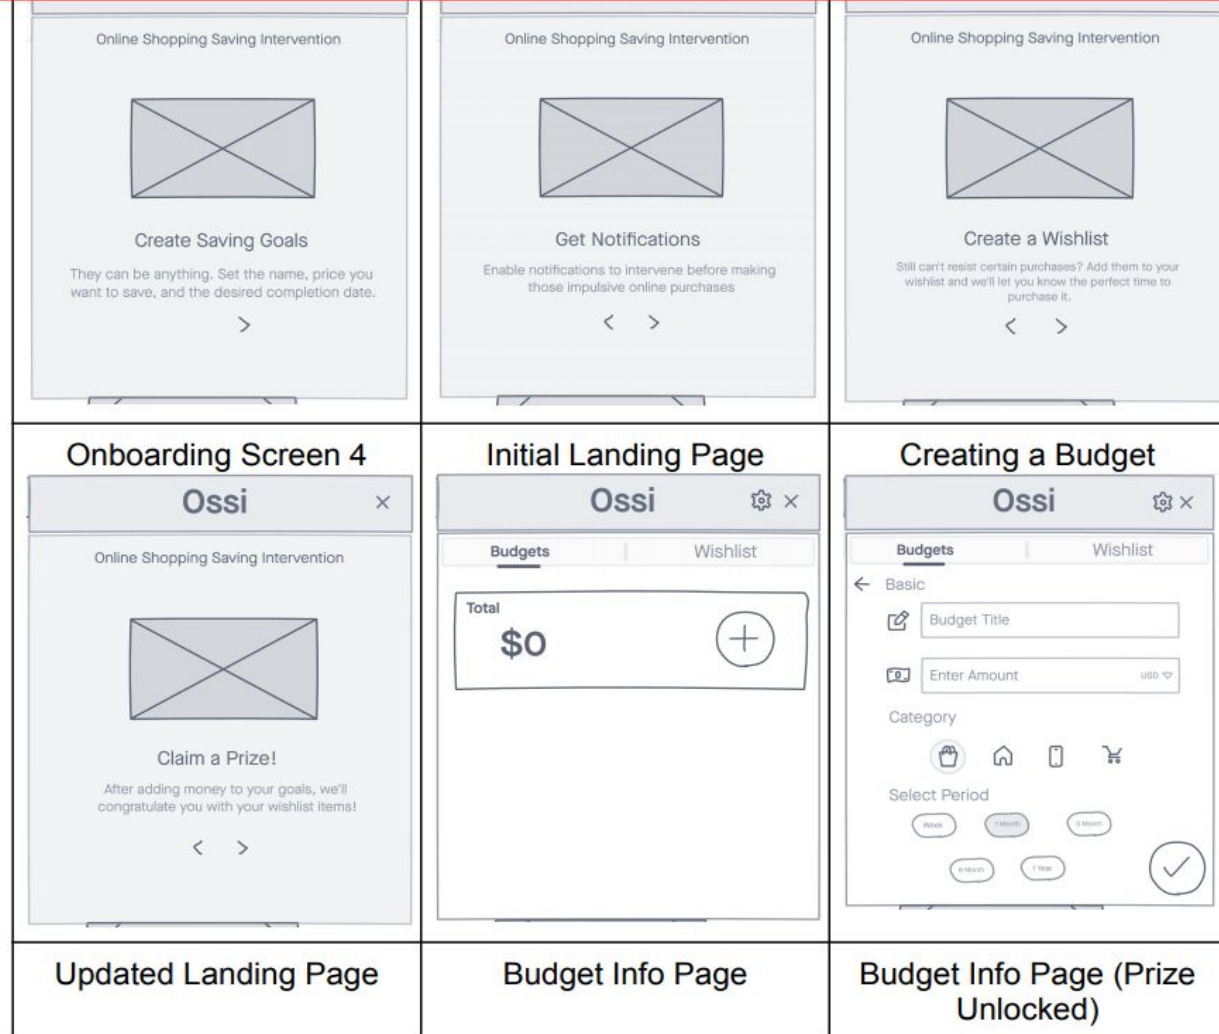 Online Shopping Saving Intervention
Create Saving Goals
They can be anything. Set the name, price you
want to save, and the desired completion date.
Online Shopping Saving Intervention
Get Notifications
Enable notifications to intervene before making
those impulsive online purchases
Online Shopping Saving Intervention
Create a Wishlist
Still can't resist certain purchases? Add them to your
wishlist and we'll let you know the perfect time to
purchase it.
Onboarding Screen 4
Ossi
Online Shopping Saving Intervention
Claim a Prize!
After adding money to your goals, we'll
congratulate you with your wishlist items!
Initial Landing Page
Ossi
Budgets Wishlist
Total
$0
Creating a Budget
Ossi
Budgets Wishlist
Basic
Budget Title
Enter Amount USD
Category
Select Period
Week 1 Month 3 Month
6 Month 1 Year
Updated Landing Page
Budget Info Page
Budget Info Page (Prize
Unlocked)